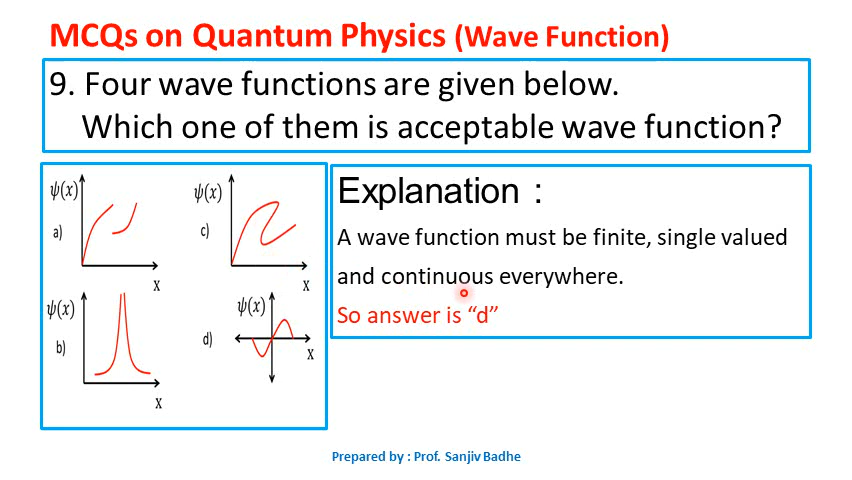 MCQs on Quantum Physics (Wave Function)
9. Four wave functions are given below.
Which one of them is acceptable wave function?
ψ(x)
a)
x
ψ(x)
c)
x
ψ(x)
b)
x
ψ(x)
d)
x
Explanation :
A wave function must be finite, single valued
and continuous everywhere.
So answer is “d”
Prepared by : Prof. Sanjiv Badhe